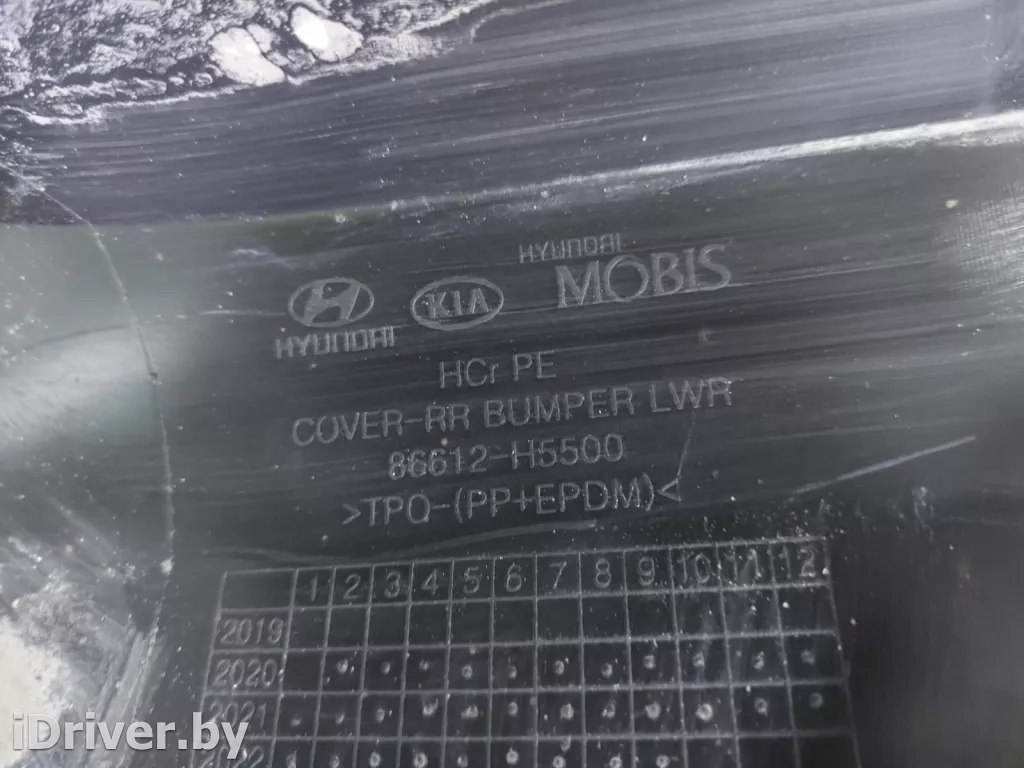 HYUNDAI
KIA
HYUNDAI
MOBIS
HCr PE
COVER-RR BUMPER LWR
86612-H5500
>TPO-(PP+EPDM)<
1 2 3 4 5 6 7 8 9 10 11 12
2019
2020
2021
2022
iDriver.by